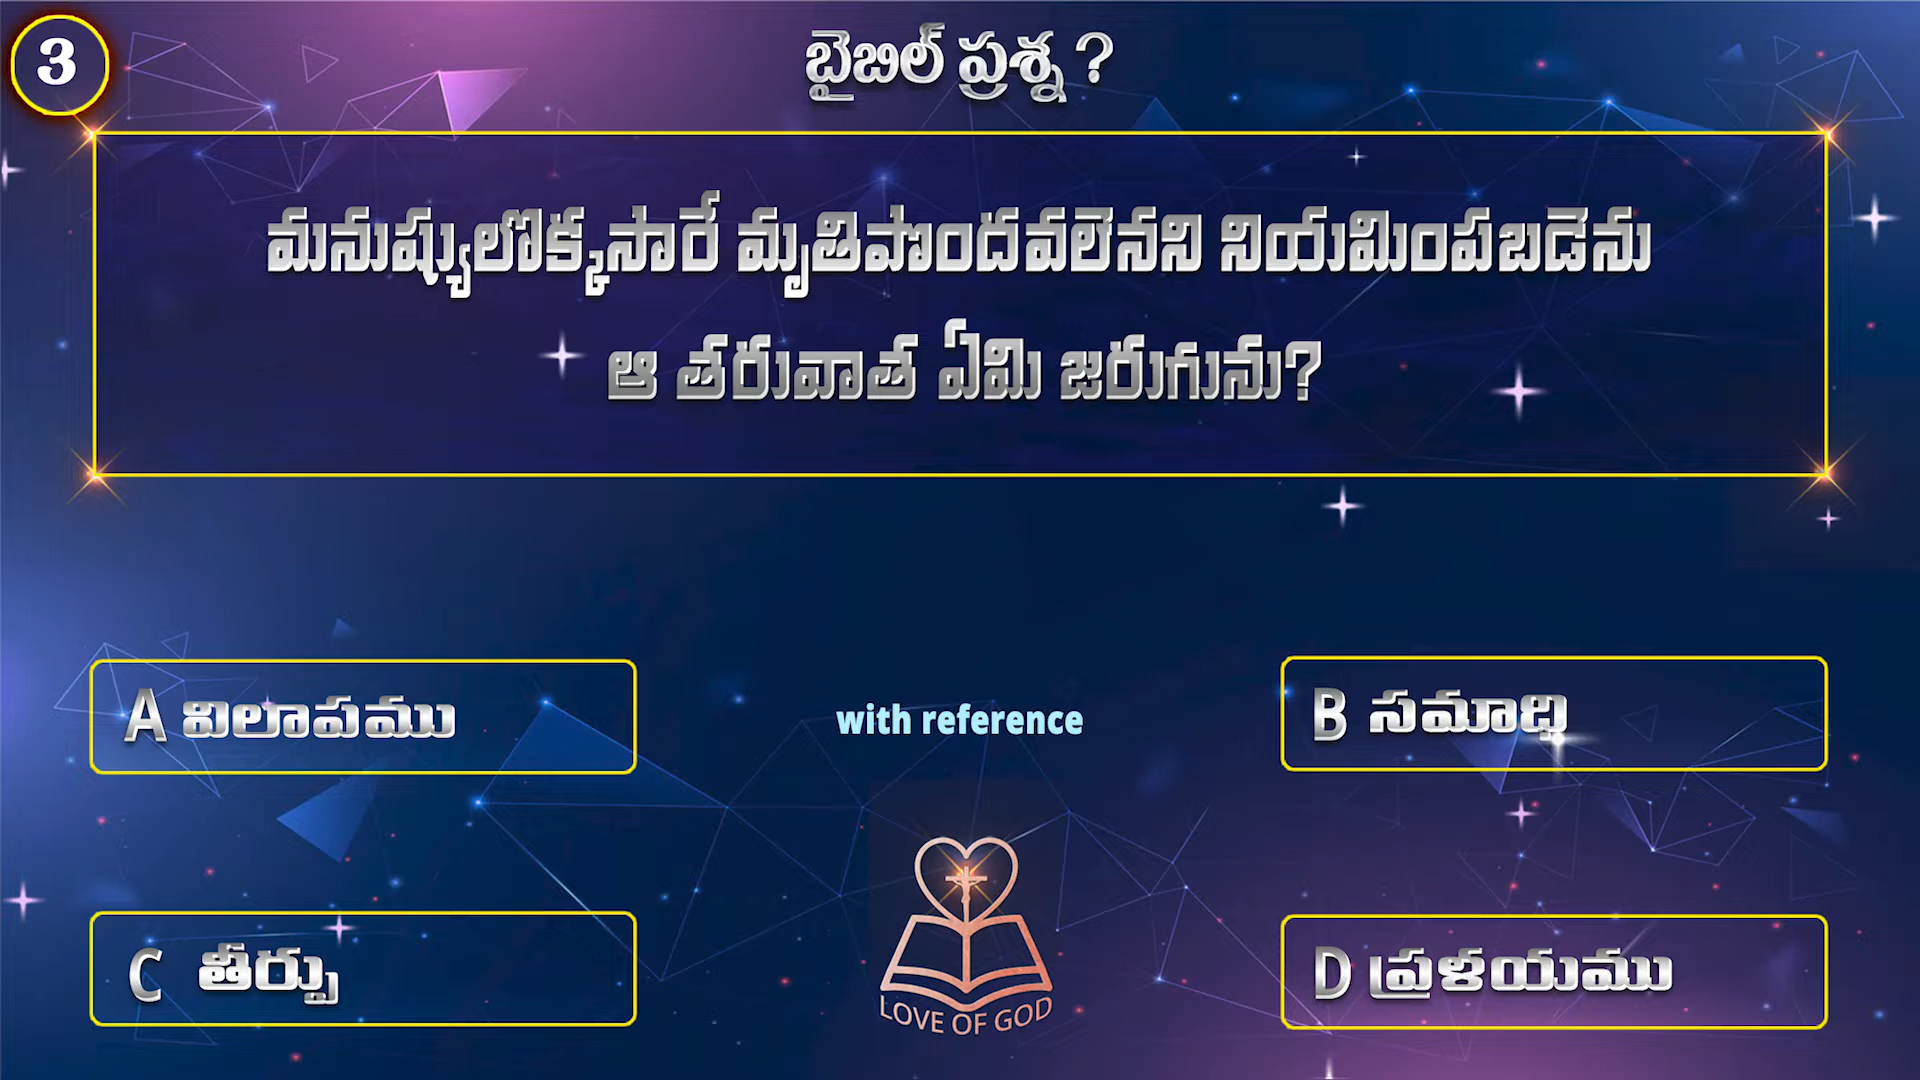 3
బైబిల్ ప్రశ్న ?
మనుష్యులొక్కసారే మృతిపొందవలెనని నియమింపబడెను
ఆ తరువాత ఏమి జరుగును?
A విలాపము
with reference
B సమాధి
C తీర్పు
D ప్రళయము
LOVE OF GOD